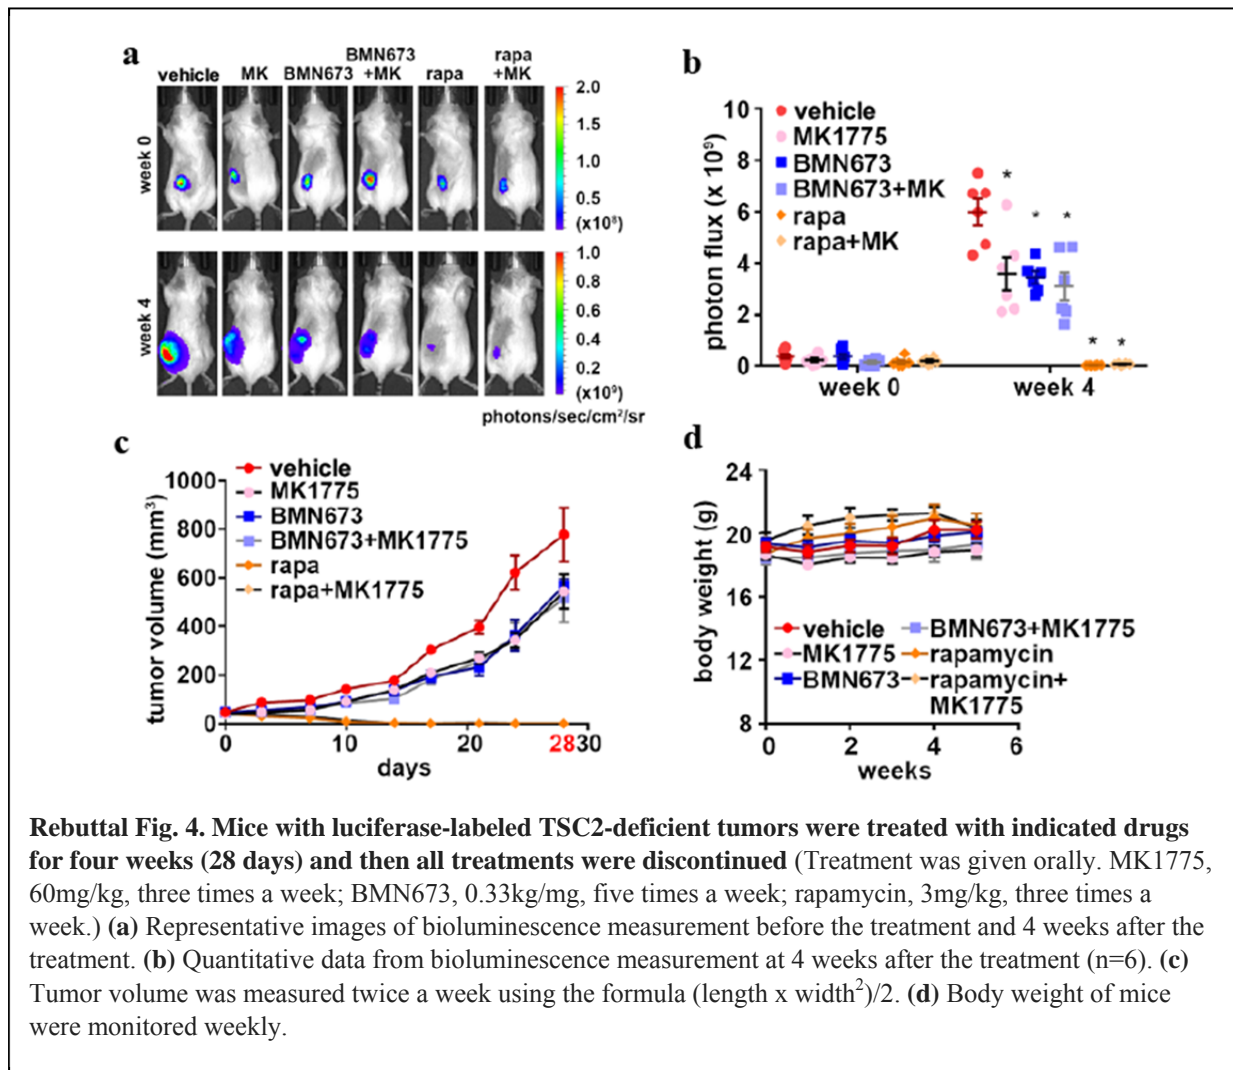 a
vehicle MK BMN673 BMN673 +MK rapa rapa +MK
week 0
2.0
1.5
1.0
0.5
(x10⁸)
week 4
1.0
0.8
0.6
0.4
0.2
(x10⁹)
photons/sec/cm²/sr
b
photon flux (x 10⁹)
10
8
6
4
2
0
vehicle
MK1775
BMN673
BMN673+MK
rapa
rapa+MK
* * * * *
week 0 week 4
c
tumor volume (mm³)
1000
800
600
400
200
0
vehicle
MK1775
BMN673
BMN673+MK1775
rapa
rapa+MK1775
0 10 20 28 30
days
d
body weight (g)
24
20
16
12
8
vehicle BMN673+MK1775
MK1775 rapamycin
BMN673 rapamycin+
MK1775
0 2 4 6
weeks
Rebuttal Fig. 4. Mice with luciferase-labeled TSC2-deficient tumors were treated with indicated drugs
for four weeks (28 days) and then all treatments were discontinued (Treatment was given orally. MK1775,
60mg/kg, three times a week; BMN673, 0.33kg/mg, five times a week; rapamycin, 3mg/kg, three times a
week.) (a) Representative images of bioluminescence measurement before the treatment and 4 weeks after the
treatment. (b) Quantitative data from bioluminescence measurement at 4 weeks after the treatment (n=6). (c)
Tumor volume was measured twice a week using the formula (length x width²)/2. (d) Body weight of mice
were monitored weekly.